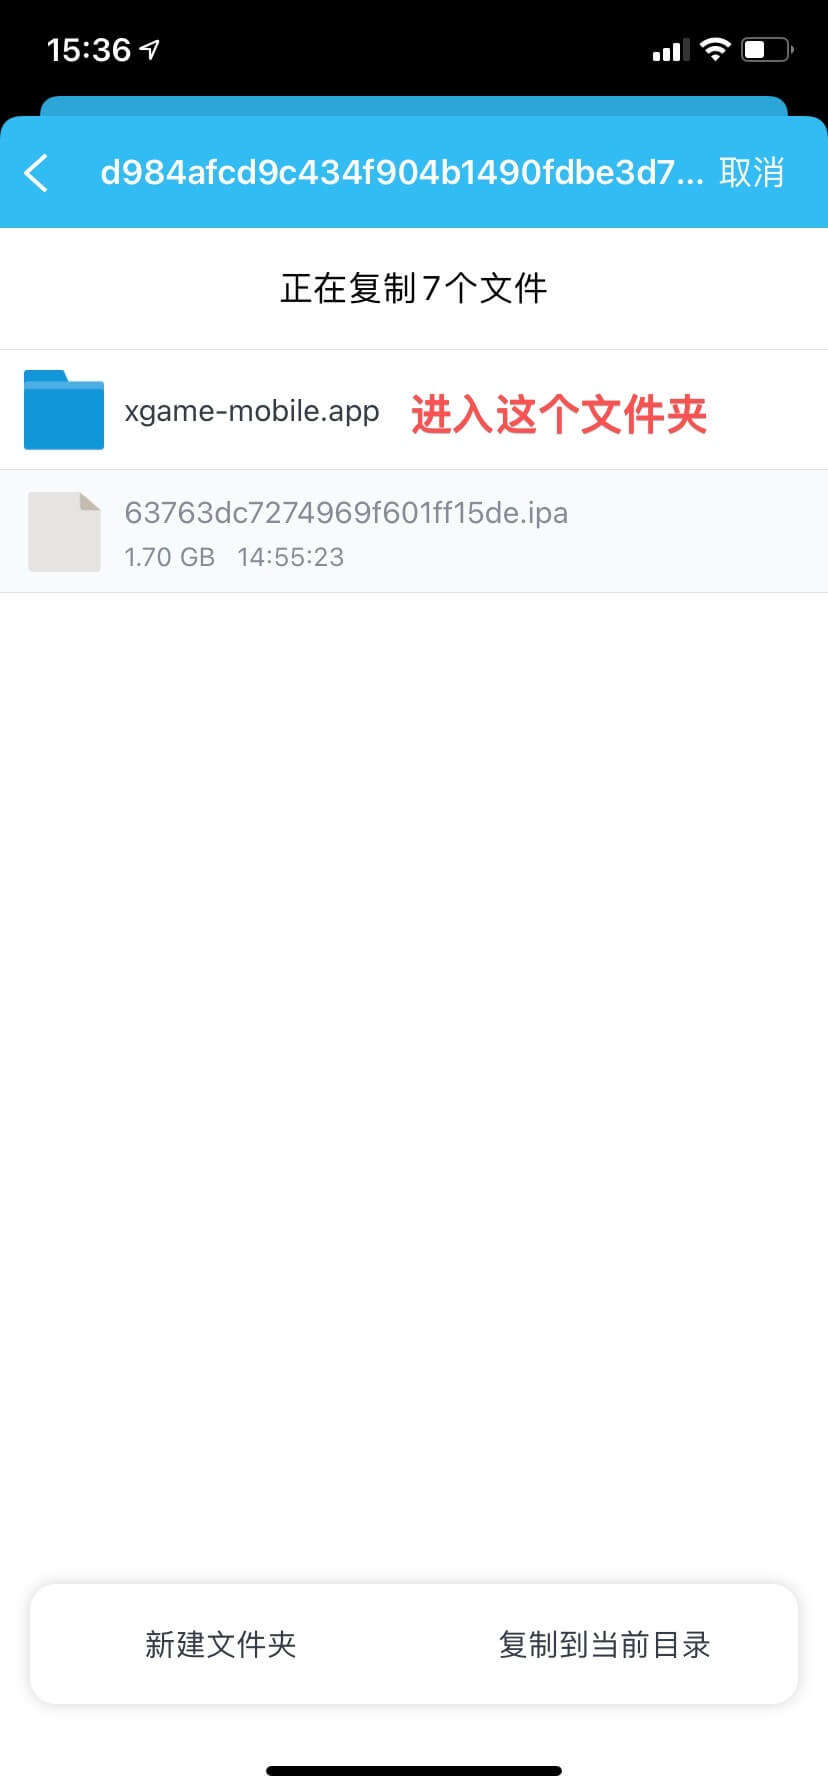 15:36
d984afcd9c434f904b1490fdbe3d7... 取消
正在复制7个文件
xgame-mobile.app 进入这个文件夹
63763dc7274969f601ff15de.ipa
1.70 GB 14:55:23
新建文件夹 复制到当前目录